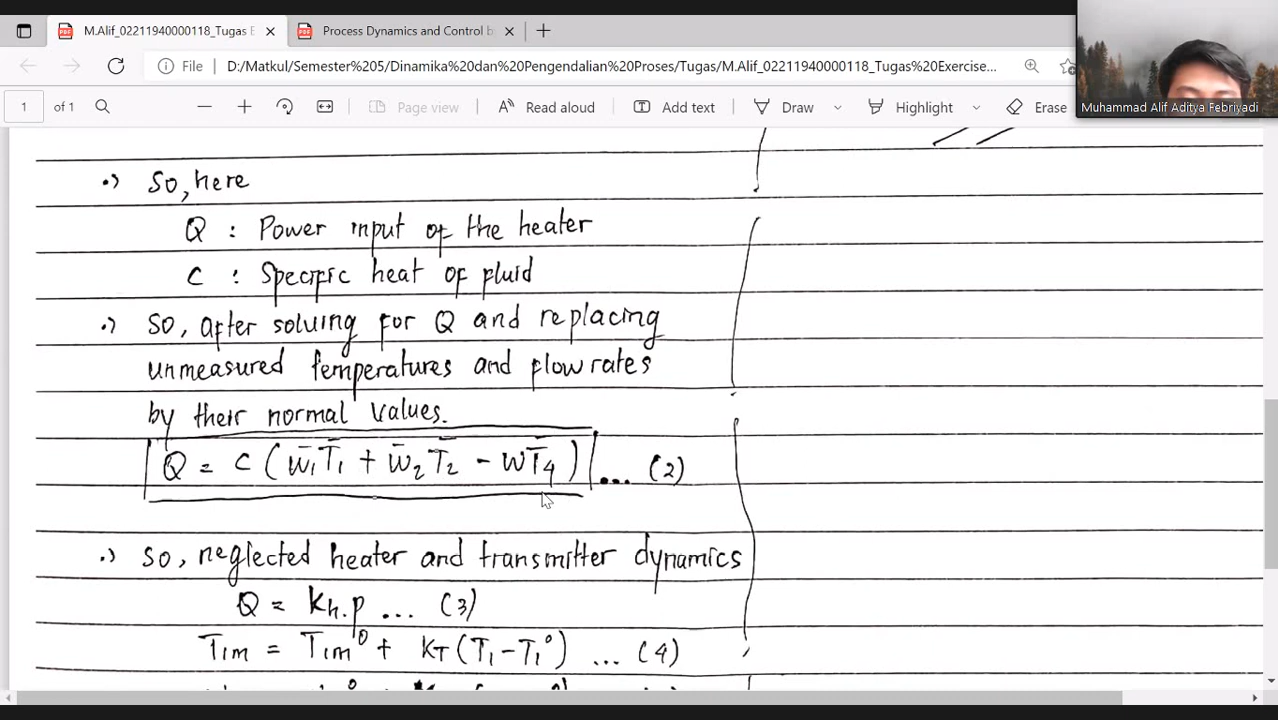 M.Alif_02211940000118_Tugas E
Process Dynamics and Control b
File
D:/Matkul/Semester%205/Dinamika%20dan%20Pengendalian%20Proses/Tugas/M.Alif_02211940000118_Tugas%20Exercise...
1 of 1
Page view
Read aloud
Add text
Draw
Highlight
Erase
Muhammad Alif Aditya Febriyadi
·) So, here
Q : Power input of the heater
C : Specific heat of fluid
·) So, after solving for Q and replacing
unmeasured temperatures and flow rates
by their normal values.
Q = C (w̄₁T̄₁ + w̄₂T̄₂ - wT̄₄) ... (2)
·) So, neglected heater and transmitter dynamics
Q = Kh.p ... (3)
T1m = T1m⁰ + KT (T₁-T₁⁰) ... (4)